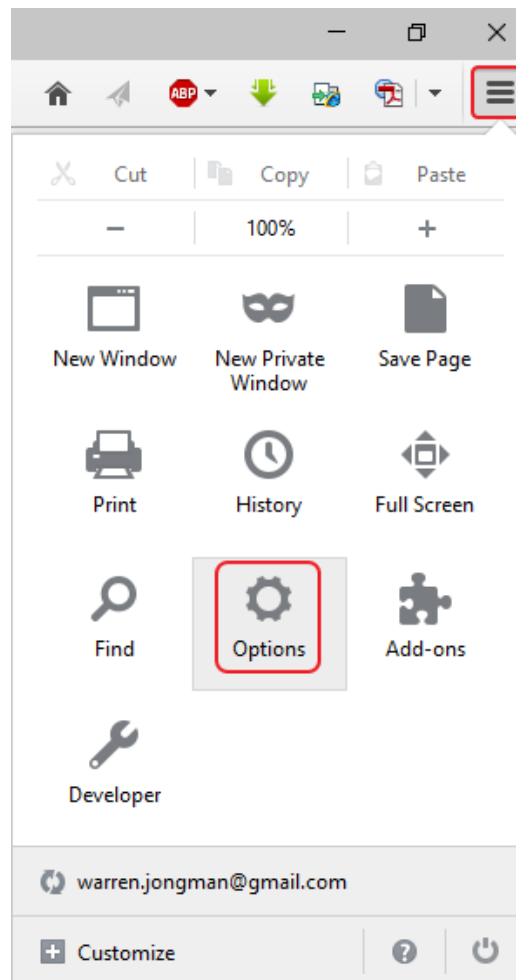 ABP
Cut Copy Paste
100%
New Window New Private Window Save Page
Print History Full Screen
Find Options Add-ons
Developer
warren.jongman@gmail.com
Customize